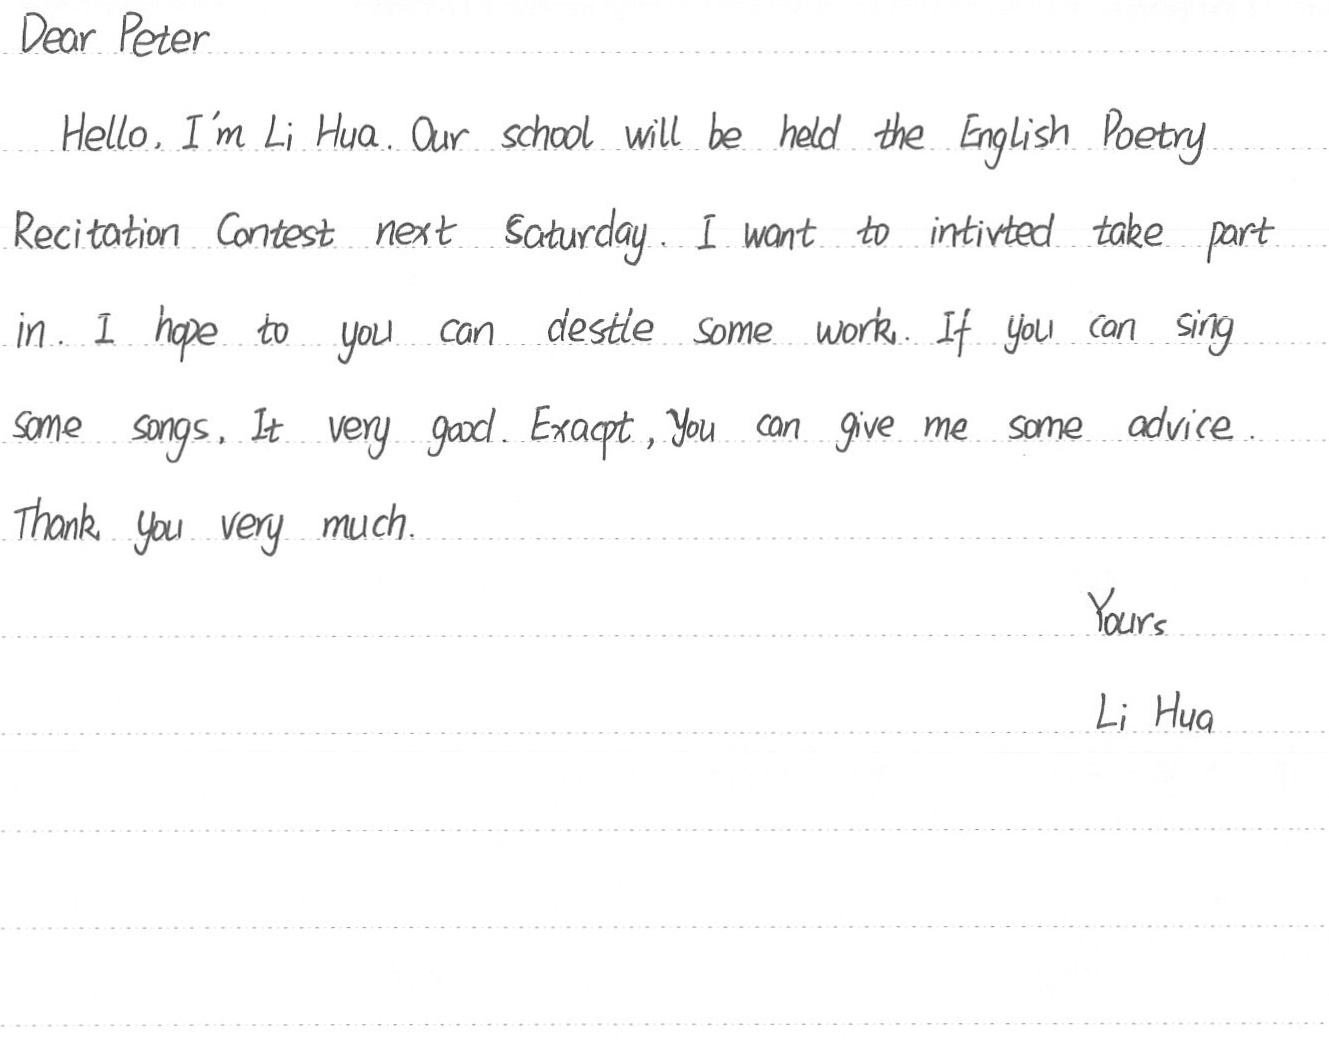 Dear Peter
Hello, I'm Li Hua. Our school will be held the English Poetry
Recitation Contest next Saturday. I want to intivted take part
in. I hope to you can destle some work. If you can sing
some songs, It very good. Exacpt, You can give me some advice.
Thank you very much.
Yours
Li Hua